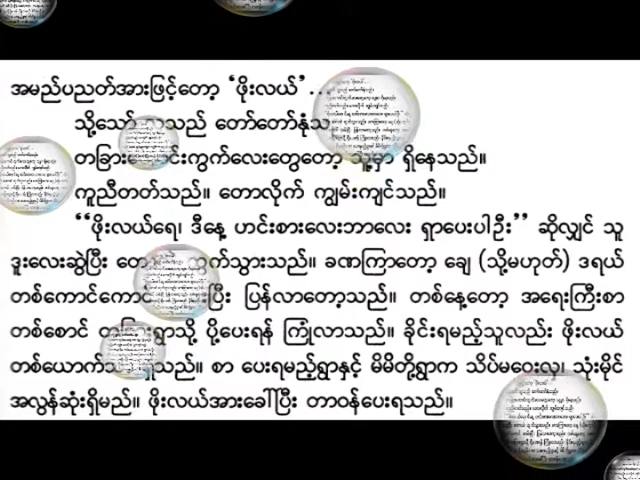 အမည်ပညတ်အားဖြင့်တော့ ‘ဖိုးလယ်’...
သို့သော် သည် တော်တော်နုံသ
တခြား ကွက်လေးတွေတော့ သူ့မှာ ရှိနေသည်။
ကူညီတတ်သည်။ တောလိုက် ကျွမ်းကျင်သည်။
“ဖိုးလယ်ရေ၊ ဒီနေ့ ဟင်းစားလေးဘာလေး ရှာပေးပါဦး” ဆိုလျှင် သူ
ဒူးလေးဆွဲပြီး ထွက်သွားသည်။ ခဏကြာတော့ ချေ (သို့မဟုတ်) ဒရယ်
တစ်ကောင်ကောင် ပြီး ပြန်လာတော့သည်။ တစ်နေ့တော့ အရေးကြီးစာ
တစ်စောင် တခြားရွာသို့ ပို့ပေးရန် ကြုံလာသည်။ ခိုင်းရမည့်သူလည်း ဖိုးလယ်
တစ်ယောက်သာ ရှိသည်။ စာ ပေးရမည့်ရွာနှင့် မိမိတို့ရွာက သိပ်မဝေးလှ၊ သုံးမိုင်
အလွန်ဆုံးရှိမည်။ ဖိုးလယ်အားခေါ်ပြီး တာဝန်ပေးရသည်။